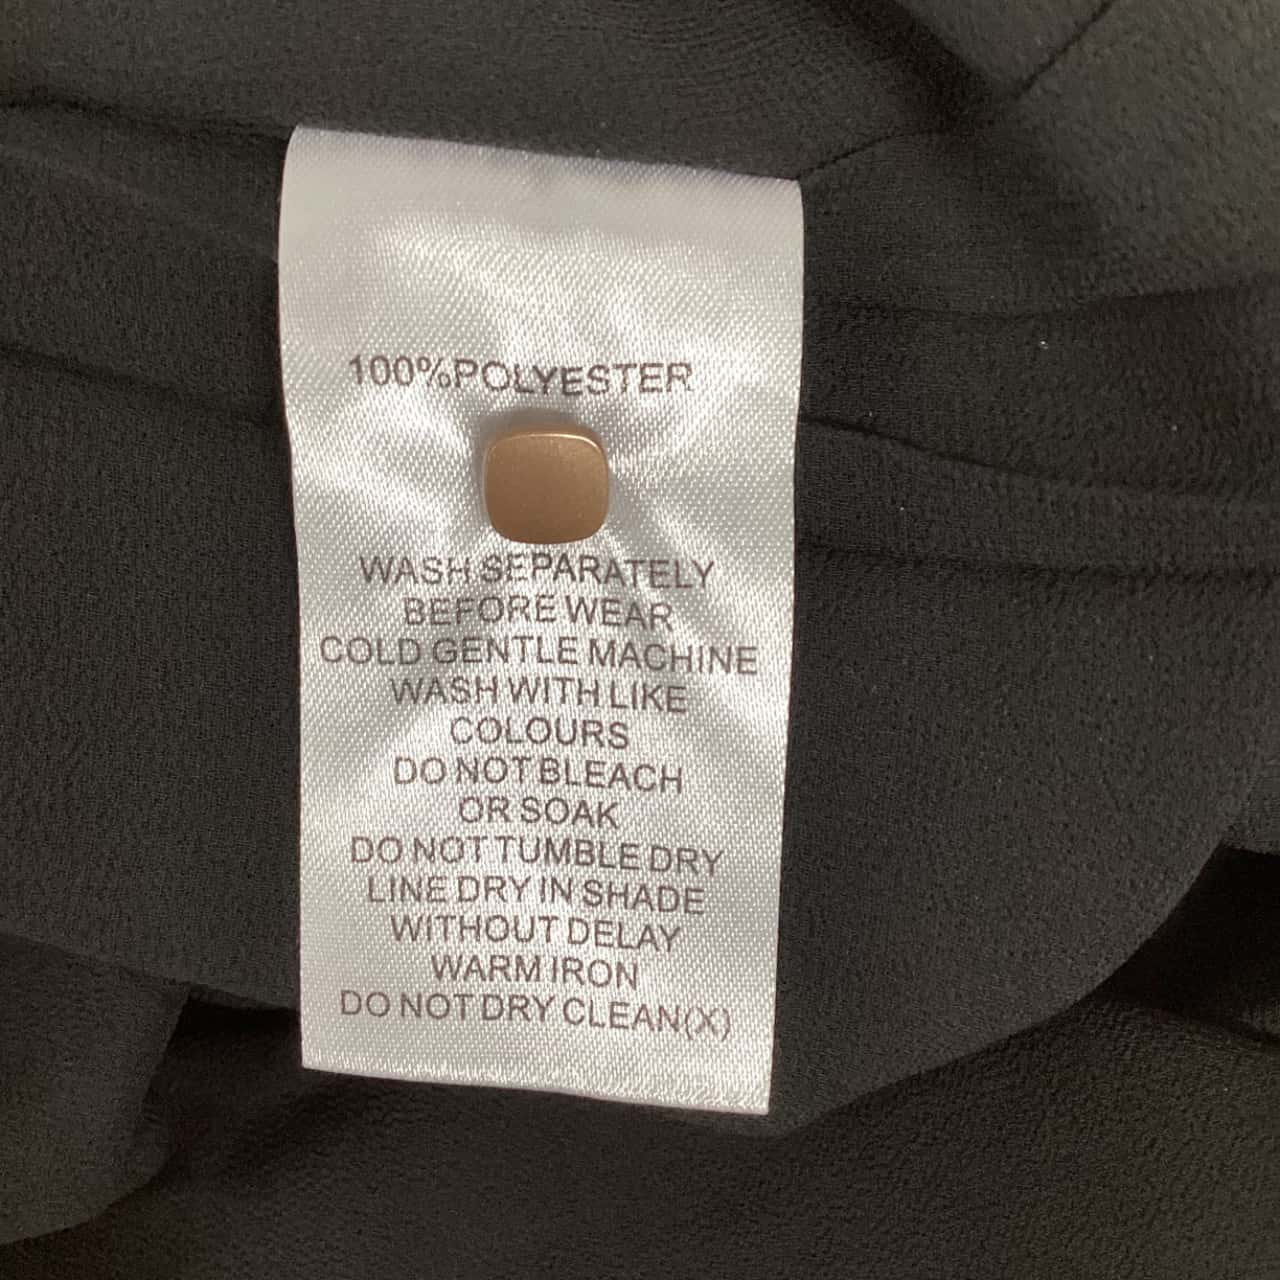 100%POLYESTER
WASH SEPARATELY
BEFORE WEAR
COLD GENTLE MACHINE
WASH WITH LIKE
COLOURS
DO NOT BLEACH
OR SOAK
DO NOT TUMBLE DRY
LINE DRY IN SHADE
WITHOUT DELAY
WARM IRON
DO NOT DRY CLEAN(X)